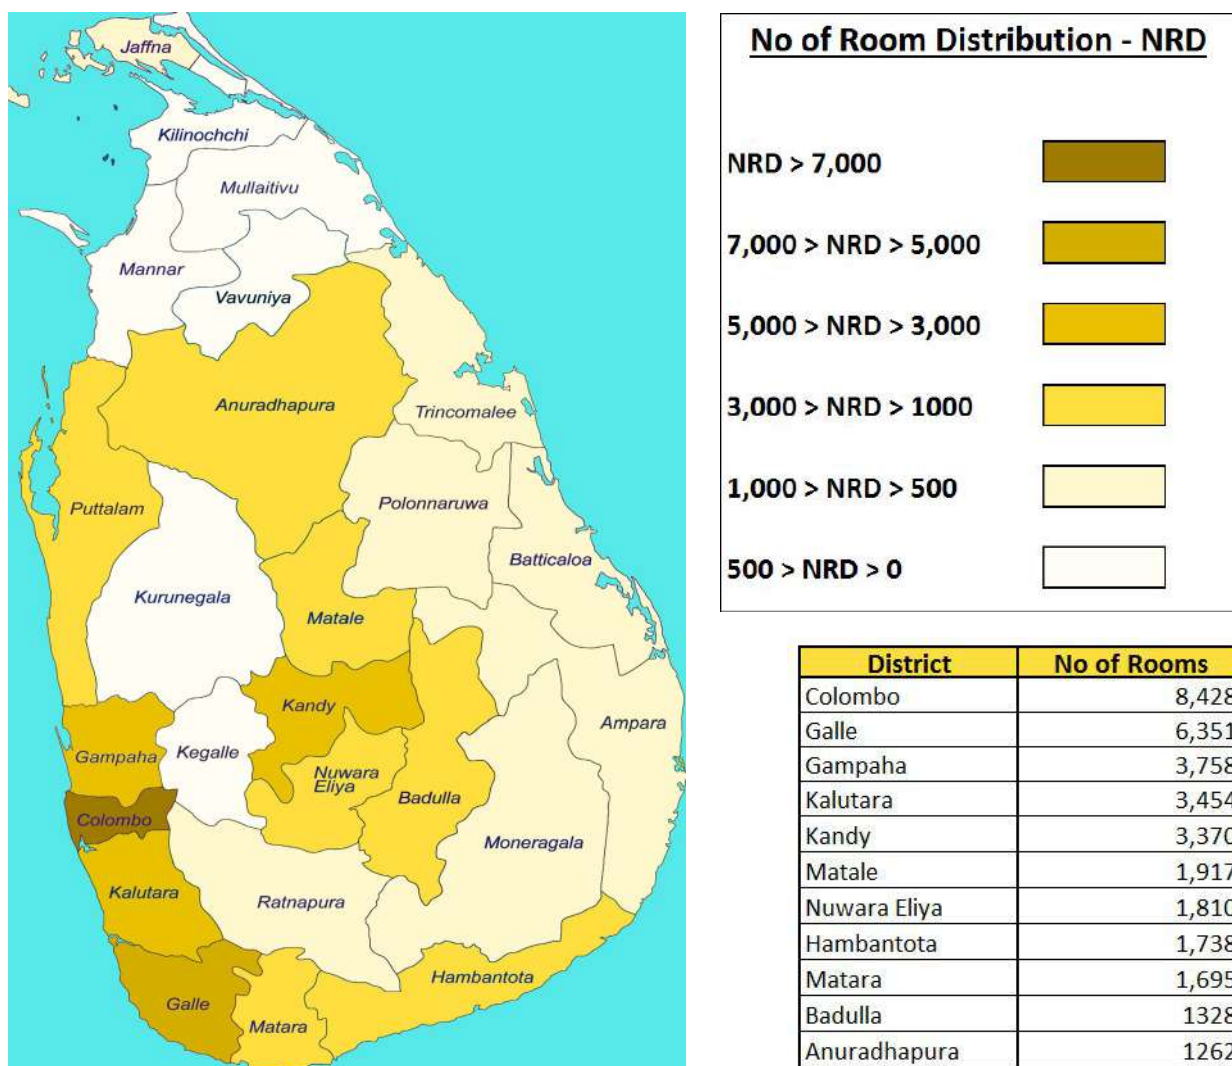 Jaffna
Kilinochchi
Mullaitivu
Mannar
Vavuniya
Anuradhapura
Trincomalee
Puttalam
Polonnaruwa
Batticaloa
Kurunegala
Matale
Kandy
Ampara
Gampaha
Kegalle
Nuwara
Eliya
Badulla
Colombo
Moneragala
Kalutara
Ratnapura
Hambantota
Galle
Matara
No of Room Distribution - NRD
NRD > 7,000
7,000 > NRD > 5,000
5,000 > NRD > 3,000
3,000 > NRD > 1000
1,000 > NRD > 500
500 > NRD > 0
District No of Rooms
Colombo 8,428
Galle 6,351
Gampaha 3,758
Kalutara 3,454
Kandy 3,370
Matale 1,917
Nuwara Eliya 1,810
Hambantota 1,738
Matara 1,695
Badulla 1328
Anuradhapura 1262